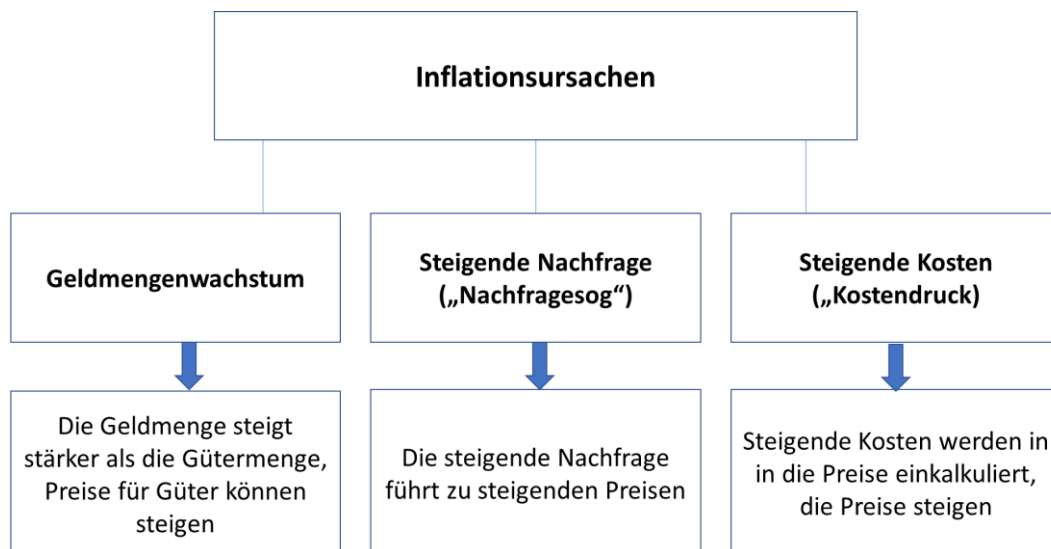 Inflationsursachen
Geldmengenwachstum
Steigende Nachfrage
(„Nachfragesog“)
Steigende Kosten
(„Kostendruck)
Die Geldmenge steigt
stärker als die Gütermenge,
Preise für Güter können
steigen
Die steigende Nachfrage
führt zu steigenden Preisen
Steigende Kosten werden in
in die Preise einkalkuliert,
die Preise steigen